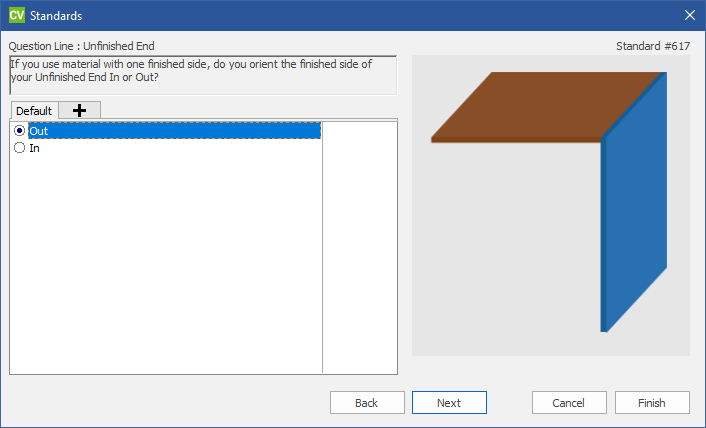 CV Standards
Question Line : Unfinished End
Standard #617
If you use material with one finished side, do you orient the finished side of
your Unfinished End In or Out?
Default
Out
In
Back
Next
Cancel
Finish